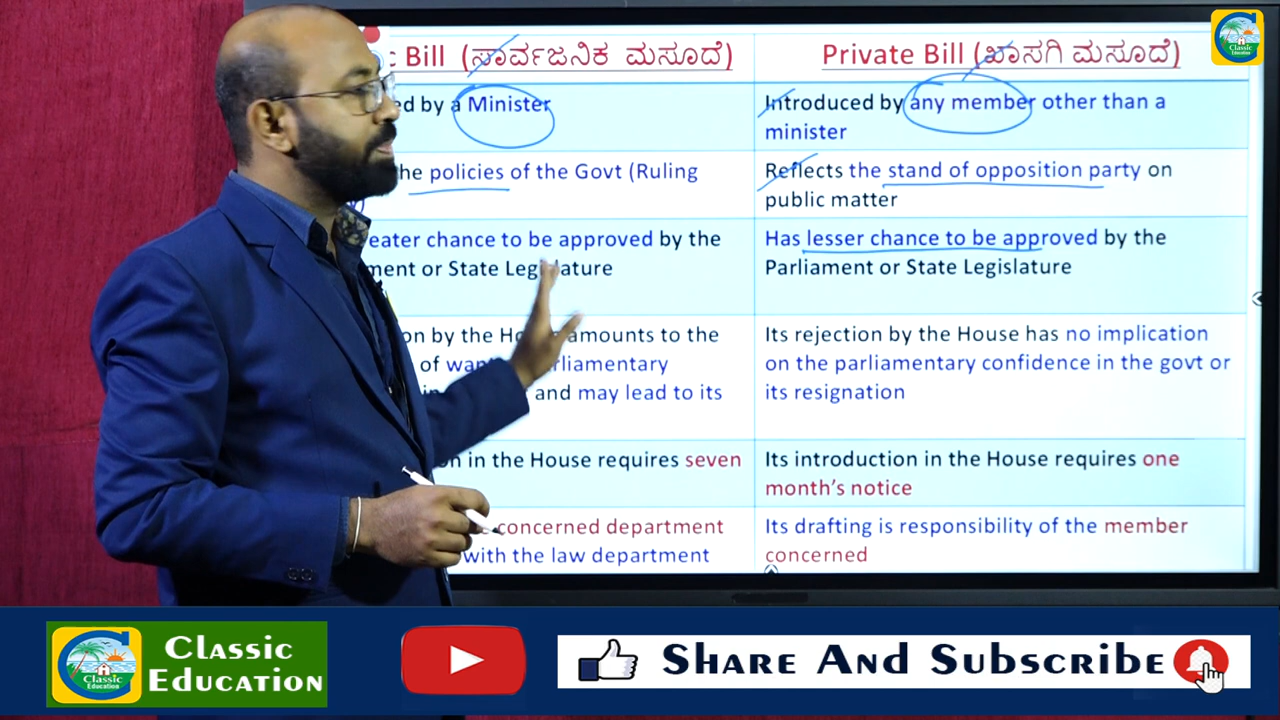 Bill (ಸಾರ್ವಜನಿಕ ಮಸೂದೆ)
Private Bill (ಖಾಸಗಿ ಮಸೂದೆ)
by a Minister
Introduced by any member other than a
minister
policies of the Govt (Ruling
Reflects the stand of opposition party on
public matter
chance to be approved by the
or State Legislature
Has lesser chance to be approved by the
Parliament or State Legislature
by the House amounts to the
of
and may lead to its
Its rejection by the House has no implication
on the parliamentary confidence in the govt or
its resignation
in the House requires seven
Its introduction in the House requires one
month's notice
concerned department
with the law department
Its drafting is responsibility of the member
concerned
Classic
Education
Classic
Education
Classic
Education
Share And Subscribe